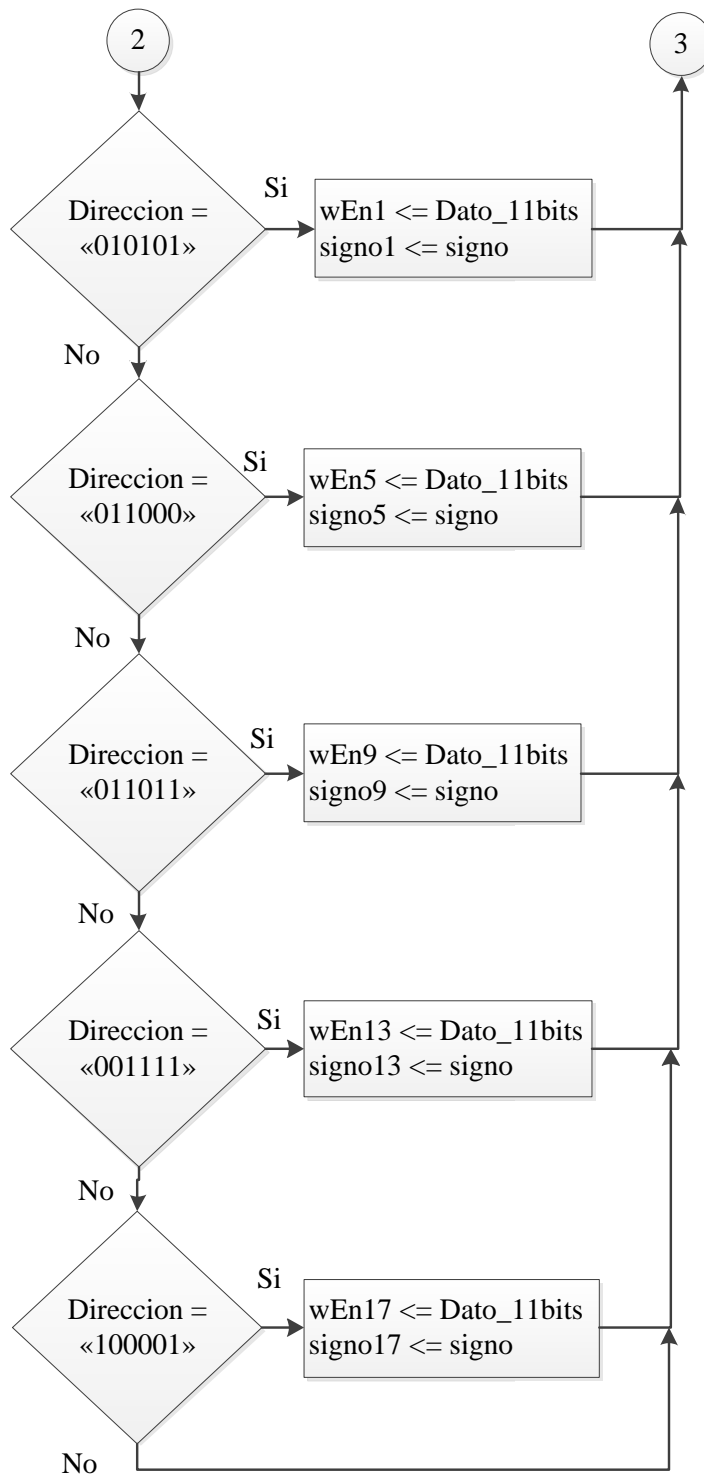 2
3
Direccion =
«010101»
Si
wEn1 <= Dato_11bits
signo1 <= signo
No
Direccion =
«011000»
Si
wEn5 <= Dato_11bits
signo5 <= signo
No
Direccion =
«011011»
Si
wEn9 <= Dato_11bits
signo9 <= signo
No
Direccion =
«001111»
Si
wEn13 <= Dato_11bits
signo13 <= signo
No
Direccion =
«100001»
Si
wEn17 <= Dato_11bits
signo17 <= signo
No